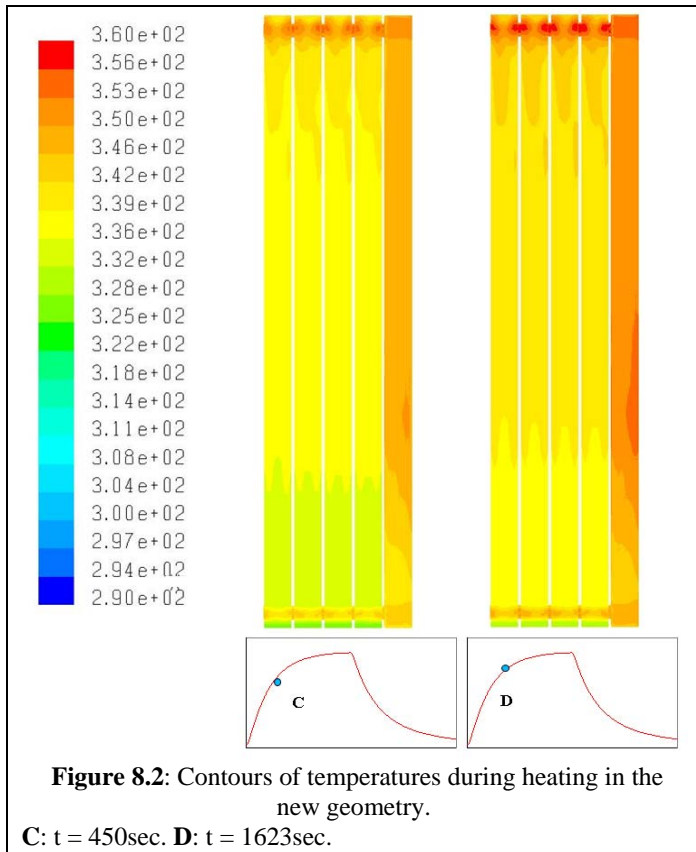 3.60e+02
3.56e+02
3.53e+02
3.46e+02
3.42e+02
3.39e+02
3.36e+02
3.32e+02
3.28e+02
3.25e+02
3.22e+02
3.18e+02
3.14e+02
3.11e+02
3.08e+02
3.04e+02
3.00e+02
2.97e+02
2.94e+02
2.90e+02
C
D
Figure 8.2: Contours of temperatures during heating in the
new geometry.
C: t = 450sec. D: t = 1623sec.